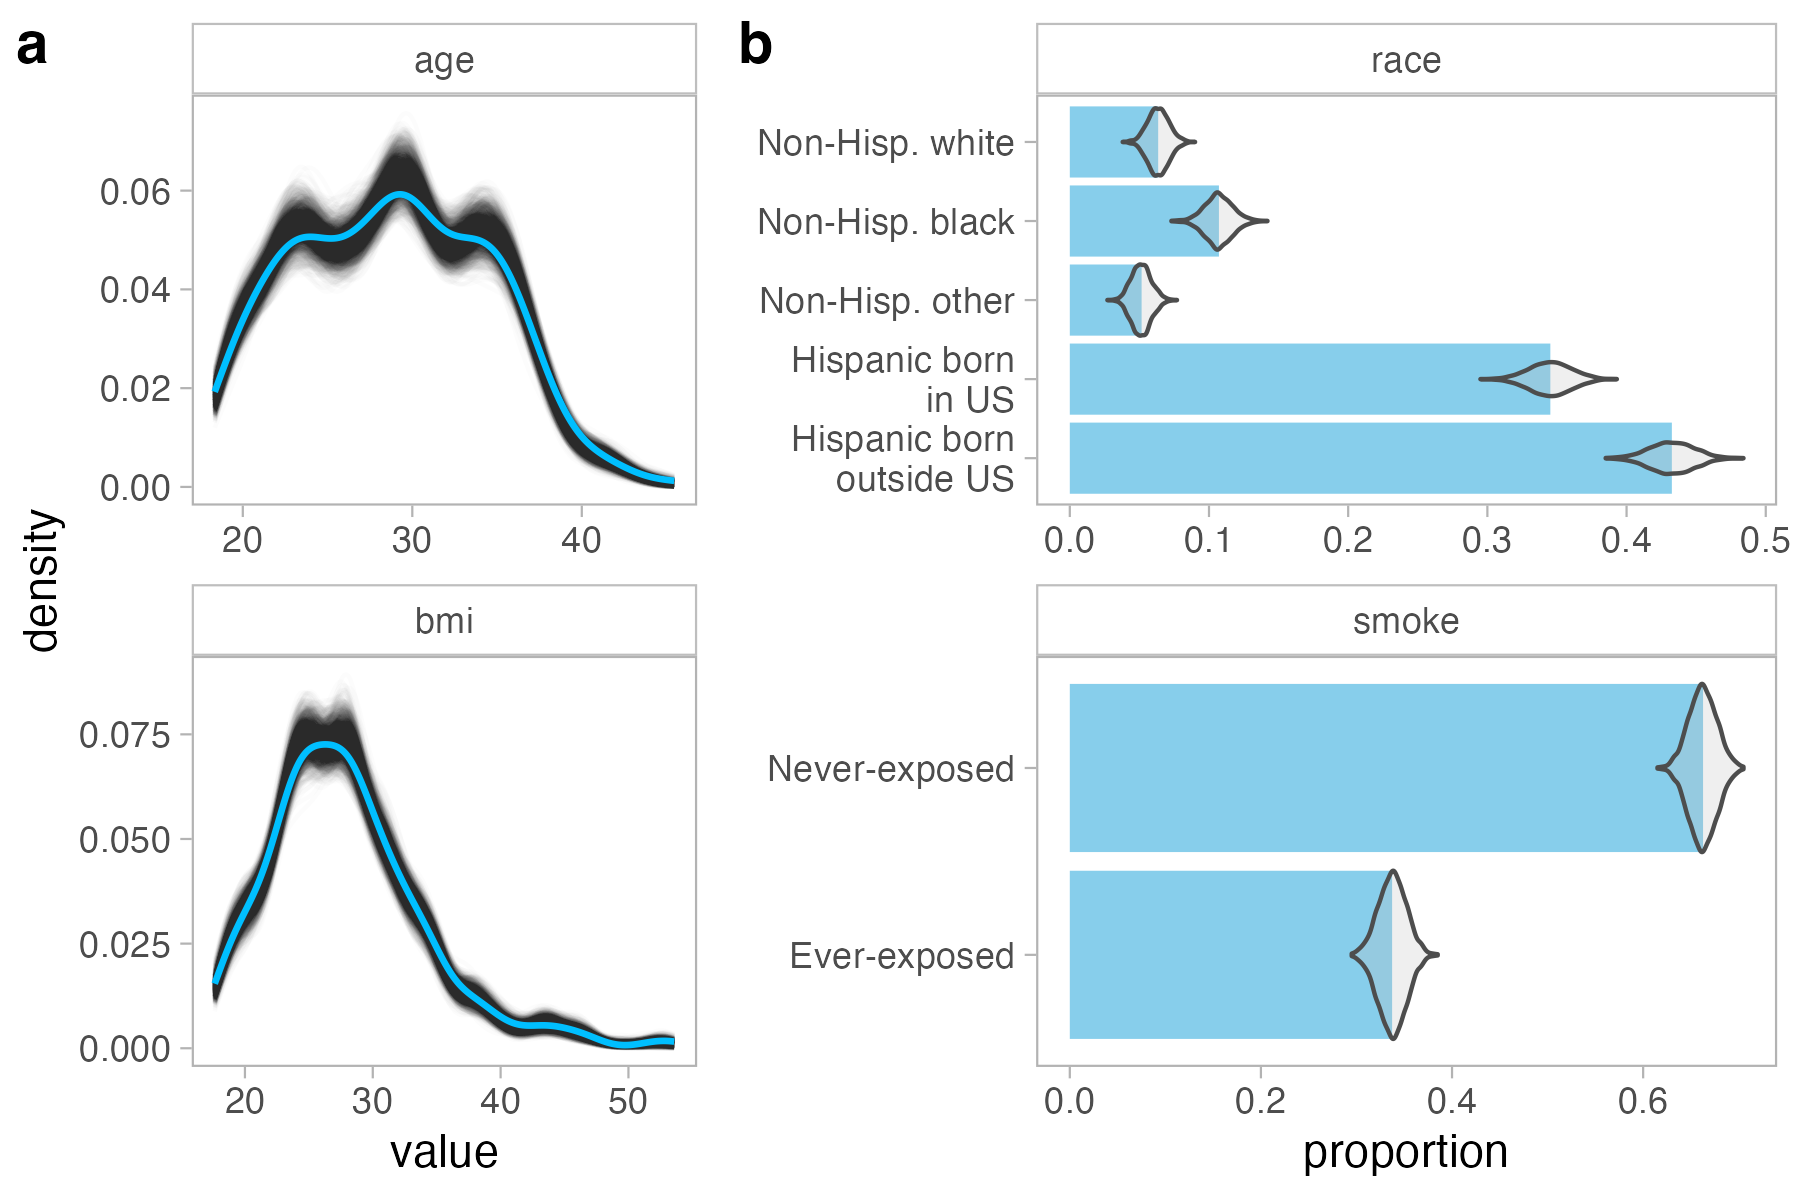 a
age
density
0.06
0.04
0.02
0.00
20 30 40
bmi
0.075
0.050
0.025
0.000
20 30 40 50
value
b
race
Non-Hisp. white
Non-Hisp. black
Non-Hisp. other
Hispanic born
in US
Hispanic born
outside US
0.0 0.1 0.2 0.3 0.4 0.5
smoke
Never-exposed
Ever-exposed
0.0 0.2 0.4 0.6
proportion